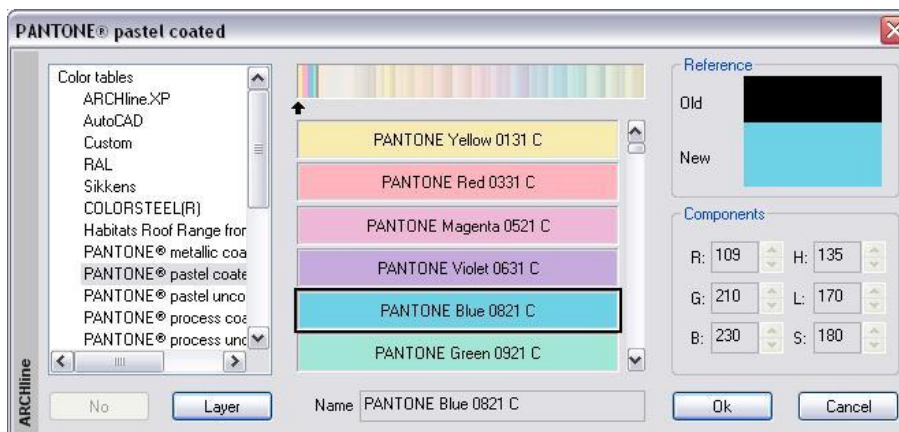 PANTONE® pastel coated
Color tables
ARCHline.XP
AutoCAD
Custom
RAL
Sikkens
COLORSTEEL(R)
Habitats Roof Range fror
PANTONE® metallic coa
PANTONE® pastel coate
PANTONE® pastel unco
PANTONE® process coa
PANTONE® process unc
PANTONE Yellow 0131 C
PANTONE Red 0331 C
PANTONE Magenta 0521 C
PANTONE Violet 0631 C
PANTONE Blue 0821 C
PANTONE Green 0921 C
Reference
Old
New
Components
R: 109 H: 135
G: 210 L: 170
B: 230 S: 180
ARCHline
No
Layer
Name PANTONE Blue 0821 C
Ok
Cancel